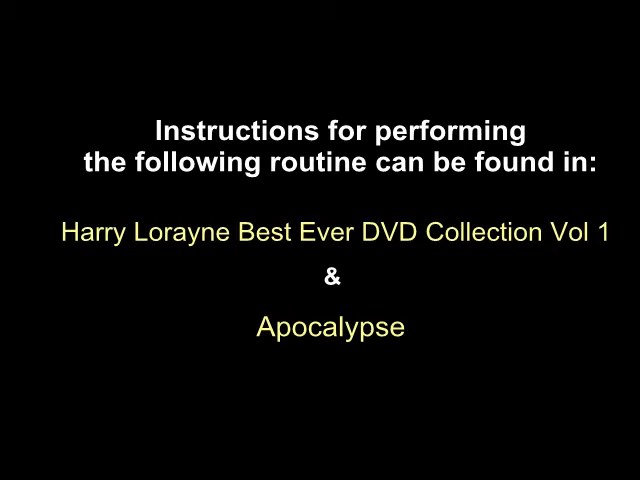 Instructions for performing
the following routine can be found in:
Harry Lorayne Best Ever DVD Collection Vol 1
&
Apocalypse